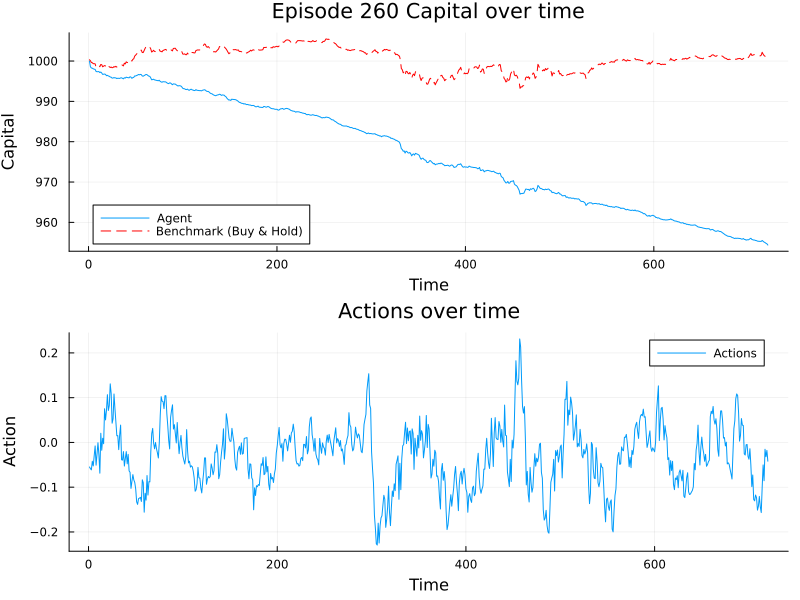 Episode 260 Capital over time
Capital
1000
990
980
970
960
Agent
Benchmark (Buy & Hold)
0 200 400 600
Time
Actions over time
Action
0.2
0.1
0.0
−0.1
−0.2
Actions
0 200 400 600
Time